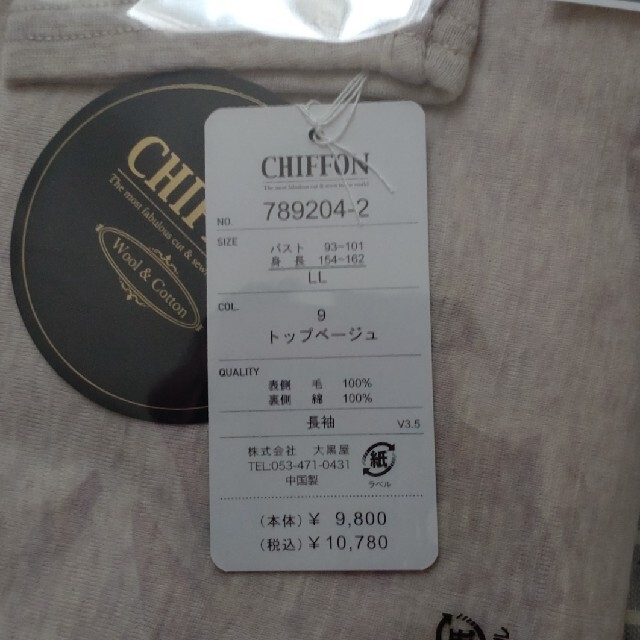 CHIFF
The most fabulous cut &
Wool & Cotton
CHIFFON
The most fabulous cut & sewn in the world
NO. 789204-2
SIZE
バスト 93-101
身長 154-162
LL
COL.
9
トップベージュ
QUALITY
表側 毛 100%
裏側 綿 100%
長袖 V3.5
株式会社 大黒屋
TEL:053-471-0431
中国製
紙
ラベル
(本体)¥ 9,800
(税込)¥ 10,780